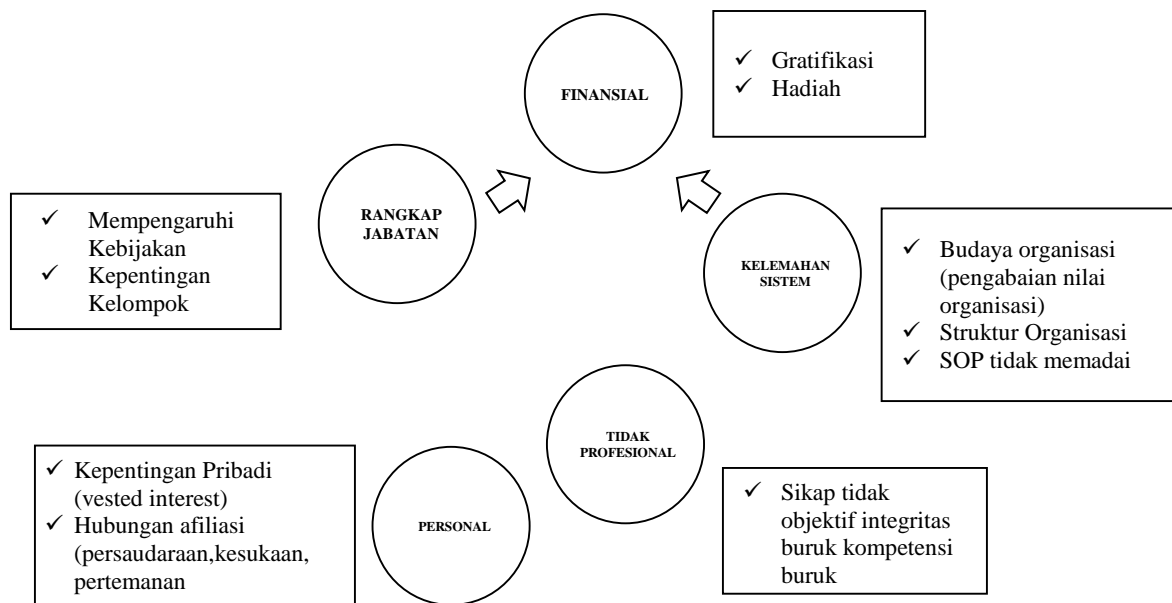 FINANSIAL
✓ Gratifikasi
✓ Hadiah
RANGKAP
JABATAN
✓ Mempengaruhi
Kebijakan
✓ Kepentingan
Kelompok
KELEMAHAN
SISTEM
✓ Budaya organisasi
(pengabaian nilai
organisasi)
✓ Struktur Organisasi
✓ SOP tidak memadai
TIDAK
PROFESIONAL
✓ Sikap tidak
objektif integritas
buruk kompetensi
buruk
PERSONAL
✓ Kepentingan Pribadi
(vested interest)
✓ Hubungan afiliasi
(persaudaraan,kesukaan,
pertemanan